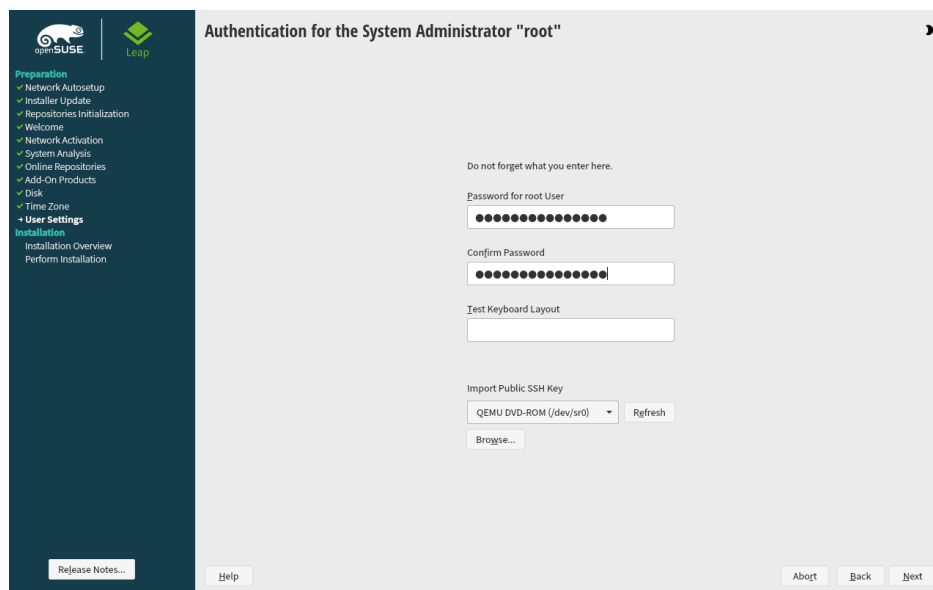 openSUSE
Leap
Preparation
Network Autosetup
Installer Update
Repositories Initialization
Welcome
Network Activation
System Analysis
Online Repositories
Add-On Products
Disk
Time Zone
User Settings
Installation
Installation Overview
Perform Installation
Release Notes...
Authentication for the System Administrator "root"
Do not forget what you enter here.
Password for root User
Confirm Password
Test Keyboard Layout
Import Public SSH Key
QEMU DVD-ROM (/dev/sr0)
Refresh
Browse...
Help
Abort
Back
Next